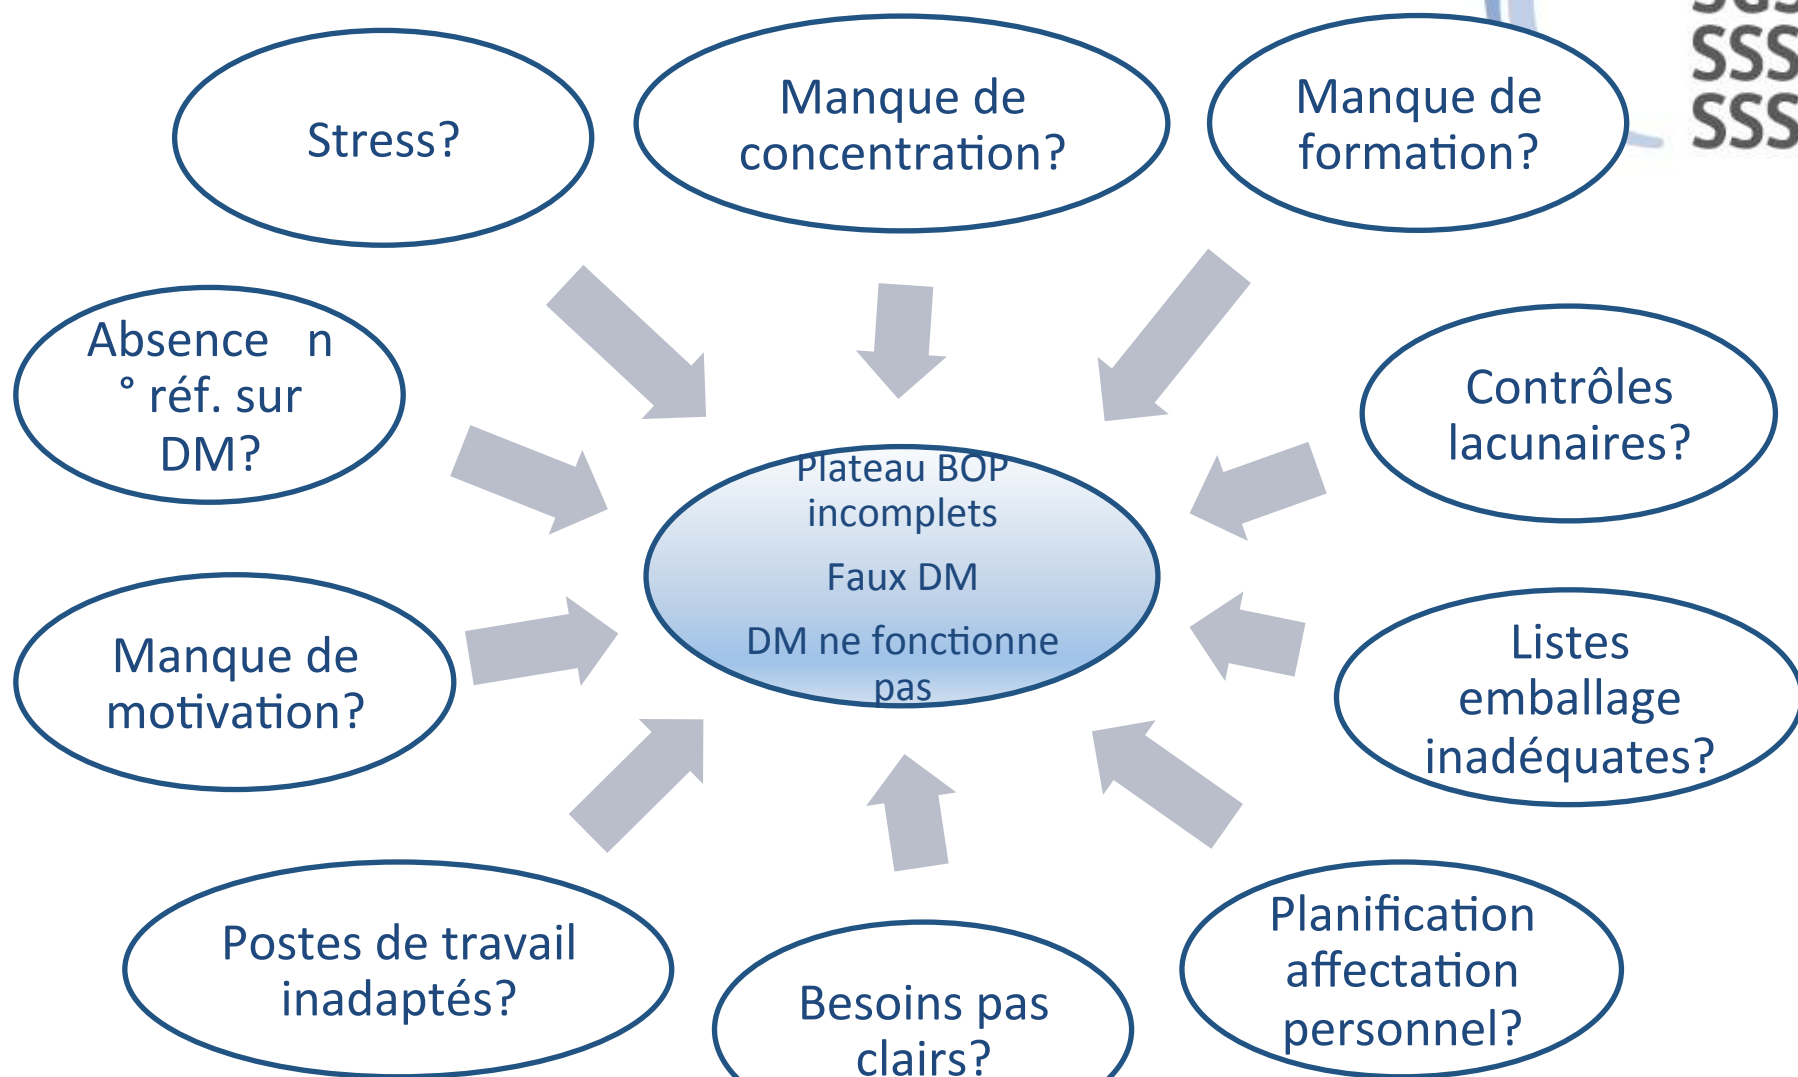 Stress?
Manque de
concentration?
Manque de
formation?
SSS
SSS
Absence n
° réf. sur
DM?
Contrôles
lacunaires?
Plateau BOP
incomplets
Faux DM
DM ne fonctionne
pas
Manque de
motivation?
Listes
emballage
inadéquates?
Postes de travail
inadaptés?
Besoins pas
clairs?
Planification
affectation
personnel?